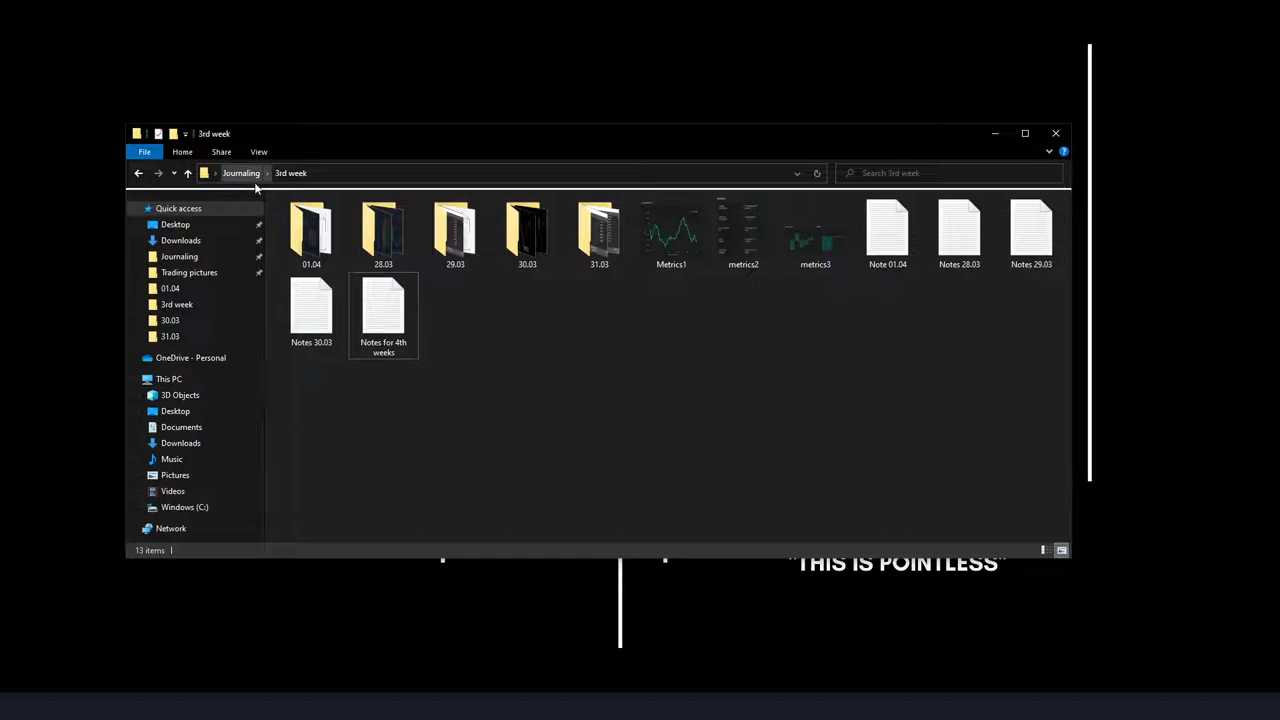 3rd week
File Home Share View
Journaling 3rd week Search 3rd week
Quick access
Desktop
Downloads
Journaling
Trading pictures
01.04
3rd week
30.03
31.03
OneDrive - Personal
This PC
3D Objects
Desktop
Documents
Downloads
Music
Pictures
Videos
Windows (C:)
Network
01.04 28.03 29.03 30.03 31.03 Metrics1 metrics2 metrics3 Note 01.04 Notes 28.03 Notes 29.03
Notes 30.03 Notes for 4th
weeks
13 items
"THIS IS POINTLESS"